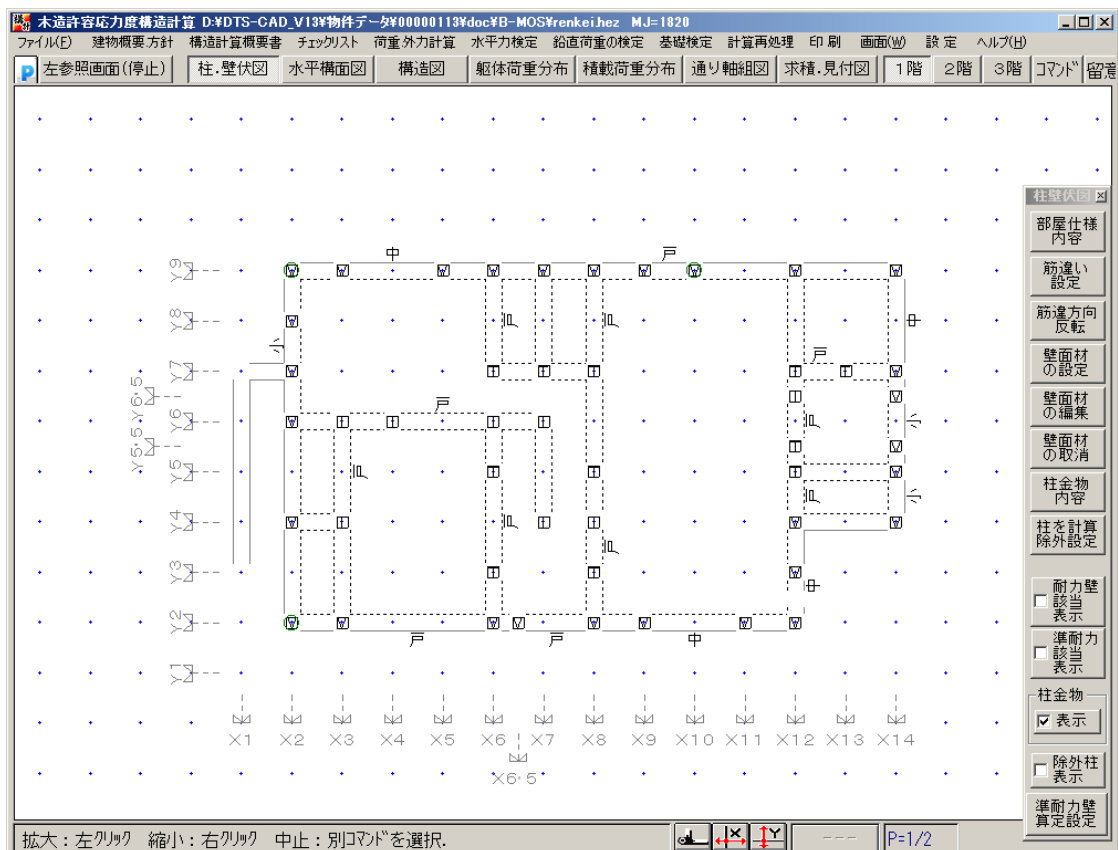 木造許容応力度構造計算 D:¥DTS-CAD_V13¥物件データ¥00000113¥doc¥B-MOS¥renkei.hez MJ=1820
ファイル(F) 建物概要.方針 構造計算概要書 チェックリスト 荷重.外力計算 水平力検定 鉛直荷重の検定 基礎検定 計算再処理 印 刷 画面(W) 設 定 ヘルプ(H)
左参照画面(停止) 柱.壁伏図 水平構面図 構造図 躯体荷重分布 積載荷重分布 通り軸組図 求積.見付図 1階 2階 3階 コマンド 留意
柱壁伏図
部屋仕様
内容
筋違い
設定
筋違方向
反転
壁面材
の設定
壁面材
の編集
壁面材
の取消
柱金物
内容
柱を計算
除外設定
耐力壁
該当
表示
準耐力
該当
表示
柱金物
表示
除外柱
表示
準耐力壁
算定設定
中 戸
Y9
Y8 戸 戸 中
小
Y7 戸
Y6.5
Y6 戸 戸 小
Y5.5
Y5 戸 戸 小
Y4 戸
Y3 戸 中
Y2
戸 戸 中
Y1
X1 X2 X3 X4 X5 X6 X7 X8 X9 X10 X11 X12 X13 X14
X6.5
拡大:左クリック 縮小:右クリック 中止:別コマンドを選択.
X Y --- P=1/2